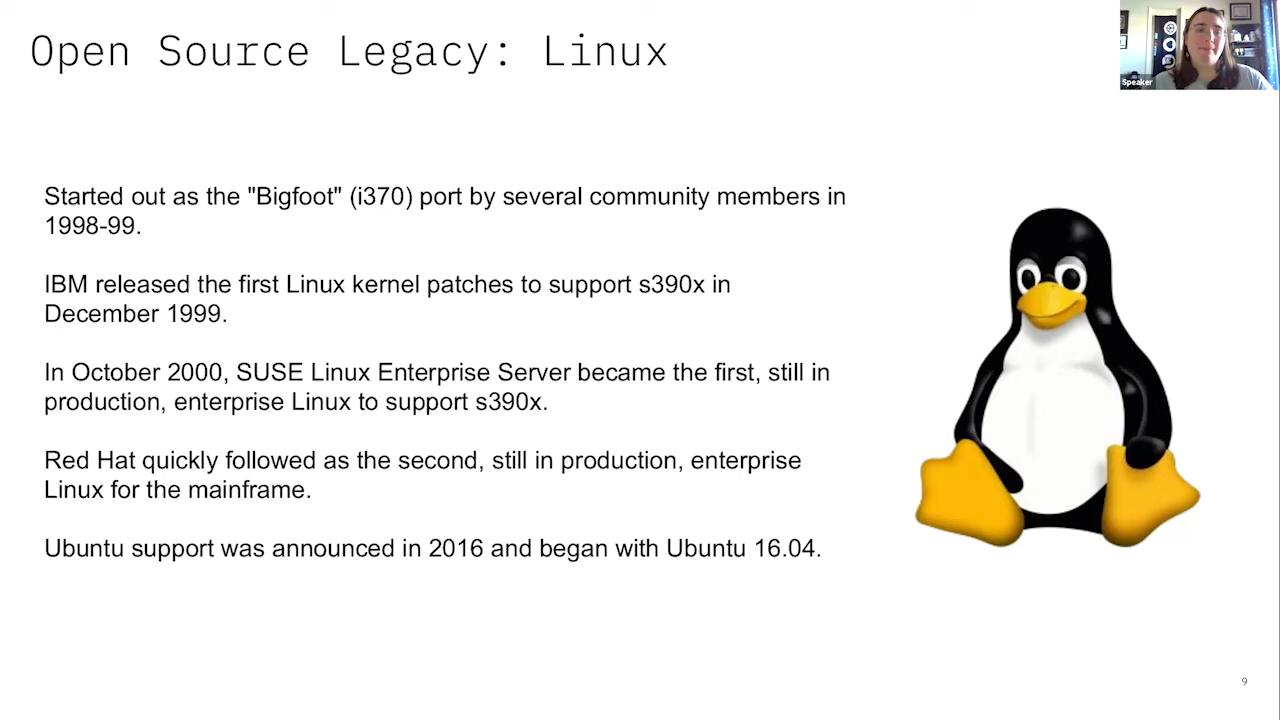 Open Source Legacy: Linux
Speaker
Started out as the "Bigfoot" (i370) port by several community members in
1998-99.
IBM released the first Linux kernel patches to support s390x in
December 1999.
In October 2000, SUSE Linux Enterprise Server became the first, still in
production, enterprise Linux to support s390x.
Red Hat quickly followed as the second, still in production, enterprise
Linux for the mainframe.
Ubuntu support was announced in 2016 and began with Ubuntu 16.04.
9